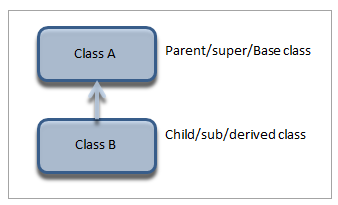 Class A
Parent/super/Base class
Class B
Child/sub/derived class